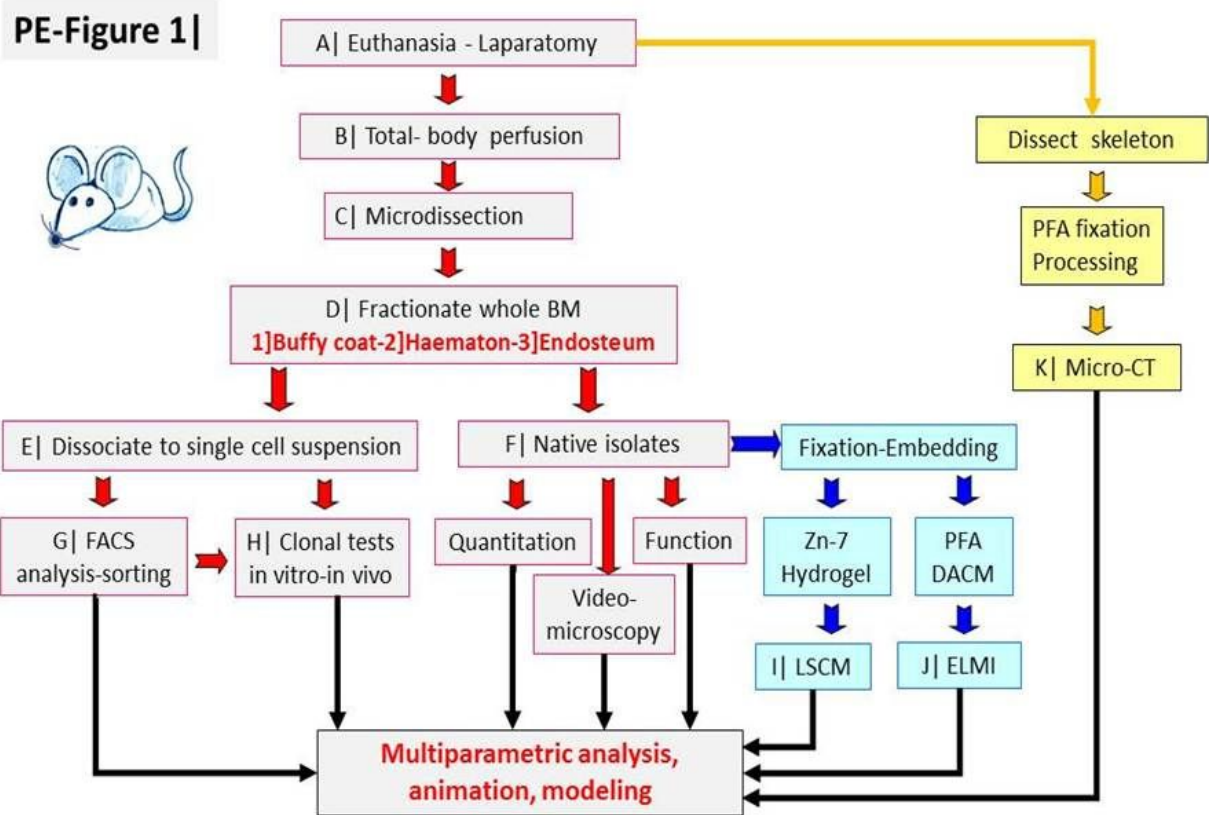 PE-Figure 1|
A| Euthanasia - Laparatomy
B| Total- body perfusion
Dissect skeleton
C| Microdissection
PFA fixation
Processing
D| Fractionate whole BM
1]Buffy coat-2]Haematon-3]Endosteum
K| Micro-CT
E| Dissociate to single cell suspension
F| Native isolates
Fixation-Embedding
G| FACS
analysis-sorting
H| Clonal tests
in vitro-in vivo
Quantitation
Function
Zn-7
Hydrogel
PFA
DACM
Video-
microscopy
I| LSCM
J| ELMI
Multiparametric analysis,
animation, modeling